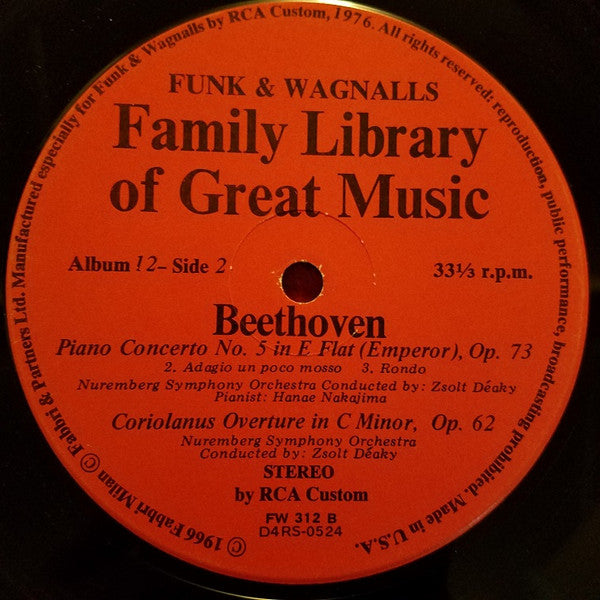 © 1966 Fabbri Milan © Fabbri & Partners Ltd. Manufactured especially for Funk & Wagnalls by RCA Custom, 1976. All rights reserved: reproduction, public performance, broadcasting prohibited. Made in U.S.A.
FUNK & WAGNALLS
Family Library
of Great Music
Album 12- Side 2
33⅓ r.p.m.
Beethoven
Piano Concerto No. 5 in E Flat (Emperor), Op. 73
2. Adagio un poco mosso 3. Rondo
Nuremberg Symphony Orchestra Conducted by: Zsolt Déaky
Pianist: Hanae Nakajima
Coriolanus Overture in C Minor, Op. 62
Nuremberg Symphony Orchestra
Conducted by: Zsolt Déaky
STEREO
by RCA Custom
FW 312 B
D4RS-0524